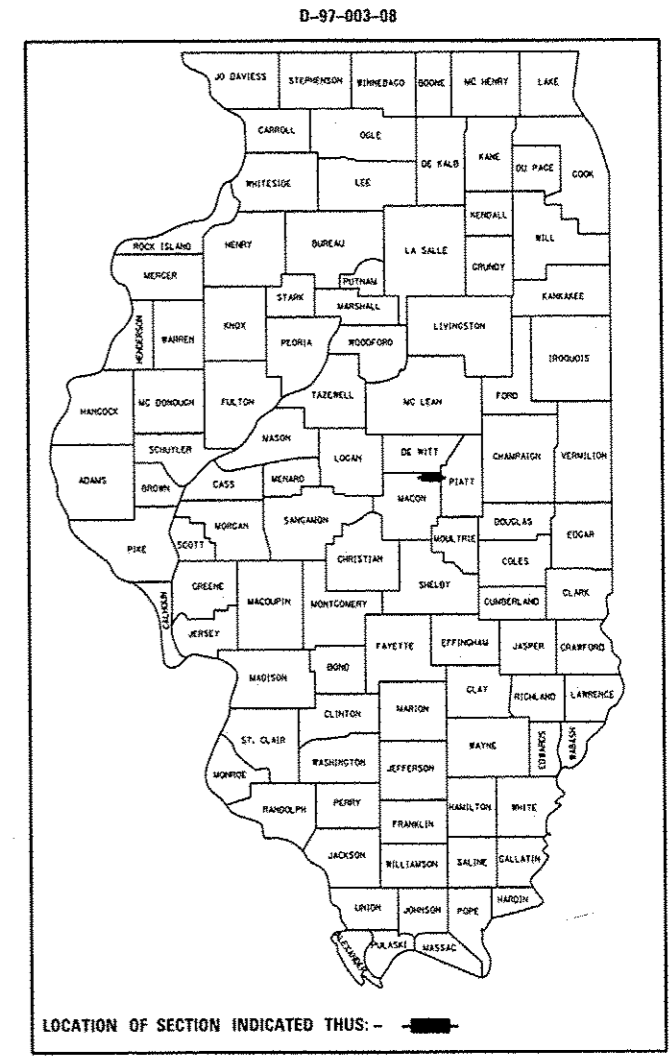 D-97-003-08
JO DAVIESS STEPHENSON WINNEBAGO BOONE MC HENRY LAKE
CARROLL OGLE
DE KALB KANE DU PAGE COOK
WHITESIDE LEE
KENDALL
ROCK ISLAND HENRY BUREAU LA SALLE WILL
MERCER PUTNAM GRUNDY
STARK MARSHALL KANKAKEE
HENDERSON WARREN KNOX PEORIA WOODFORD LIVINGSTON
IROQUOIS
HANCOCK MC DONOUGH FULTON TAZEWELL MC LEAN FORD
MASON
SCHUYLER LOGAN DE WITT CHAMPAIGN VERMILION
ADAMS BROWN CASS MENARD MACON PIATT
MORGAN SANGAMON DOUGLAS
PIKE SCOTT CHRISTIAN MOULTRIE EDGAR
COLES
GREENE SHELBY
CALHOUN MACOUPIN MONTGOMERY CUMBERLAND CLARK
JERSEY
FAYETTE EFFINGHAM JASPER CRAWFORD
BOND
MADISON CLAY
MARION RICHLAND LAWRENCE
CLINTON
ST. CLAIR WAYNE EDWARDS WABASH
WASHINGTON
MONROE JEFFERSON
RANDOLPH PERRY HAMILTON WHITE
FRANKLIN
JACKSON
WILLIAMSON SALINE GALLATIN
UNION JOHNSON POPE HARDIN
ALEXANDER PULASKI MASSAC
LOCATION OF SECTION INDICATED THUS: -